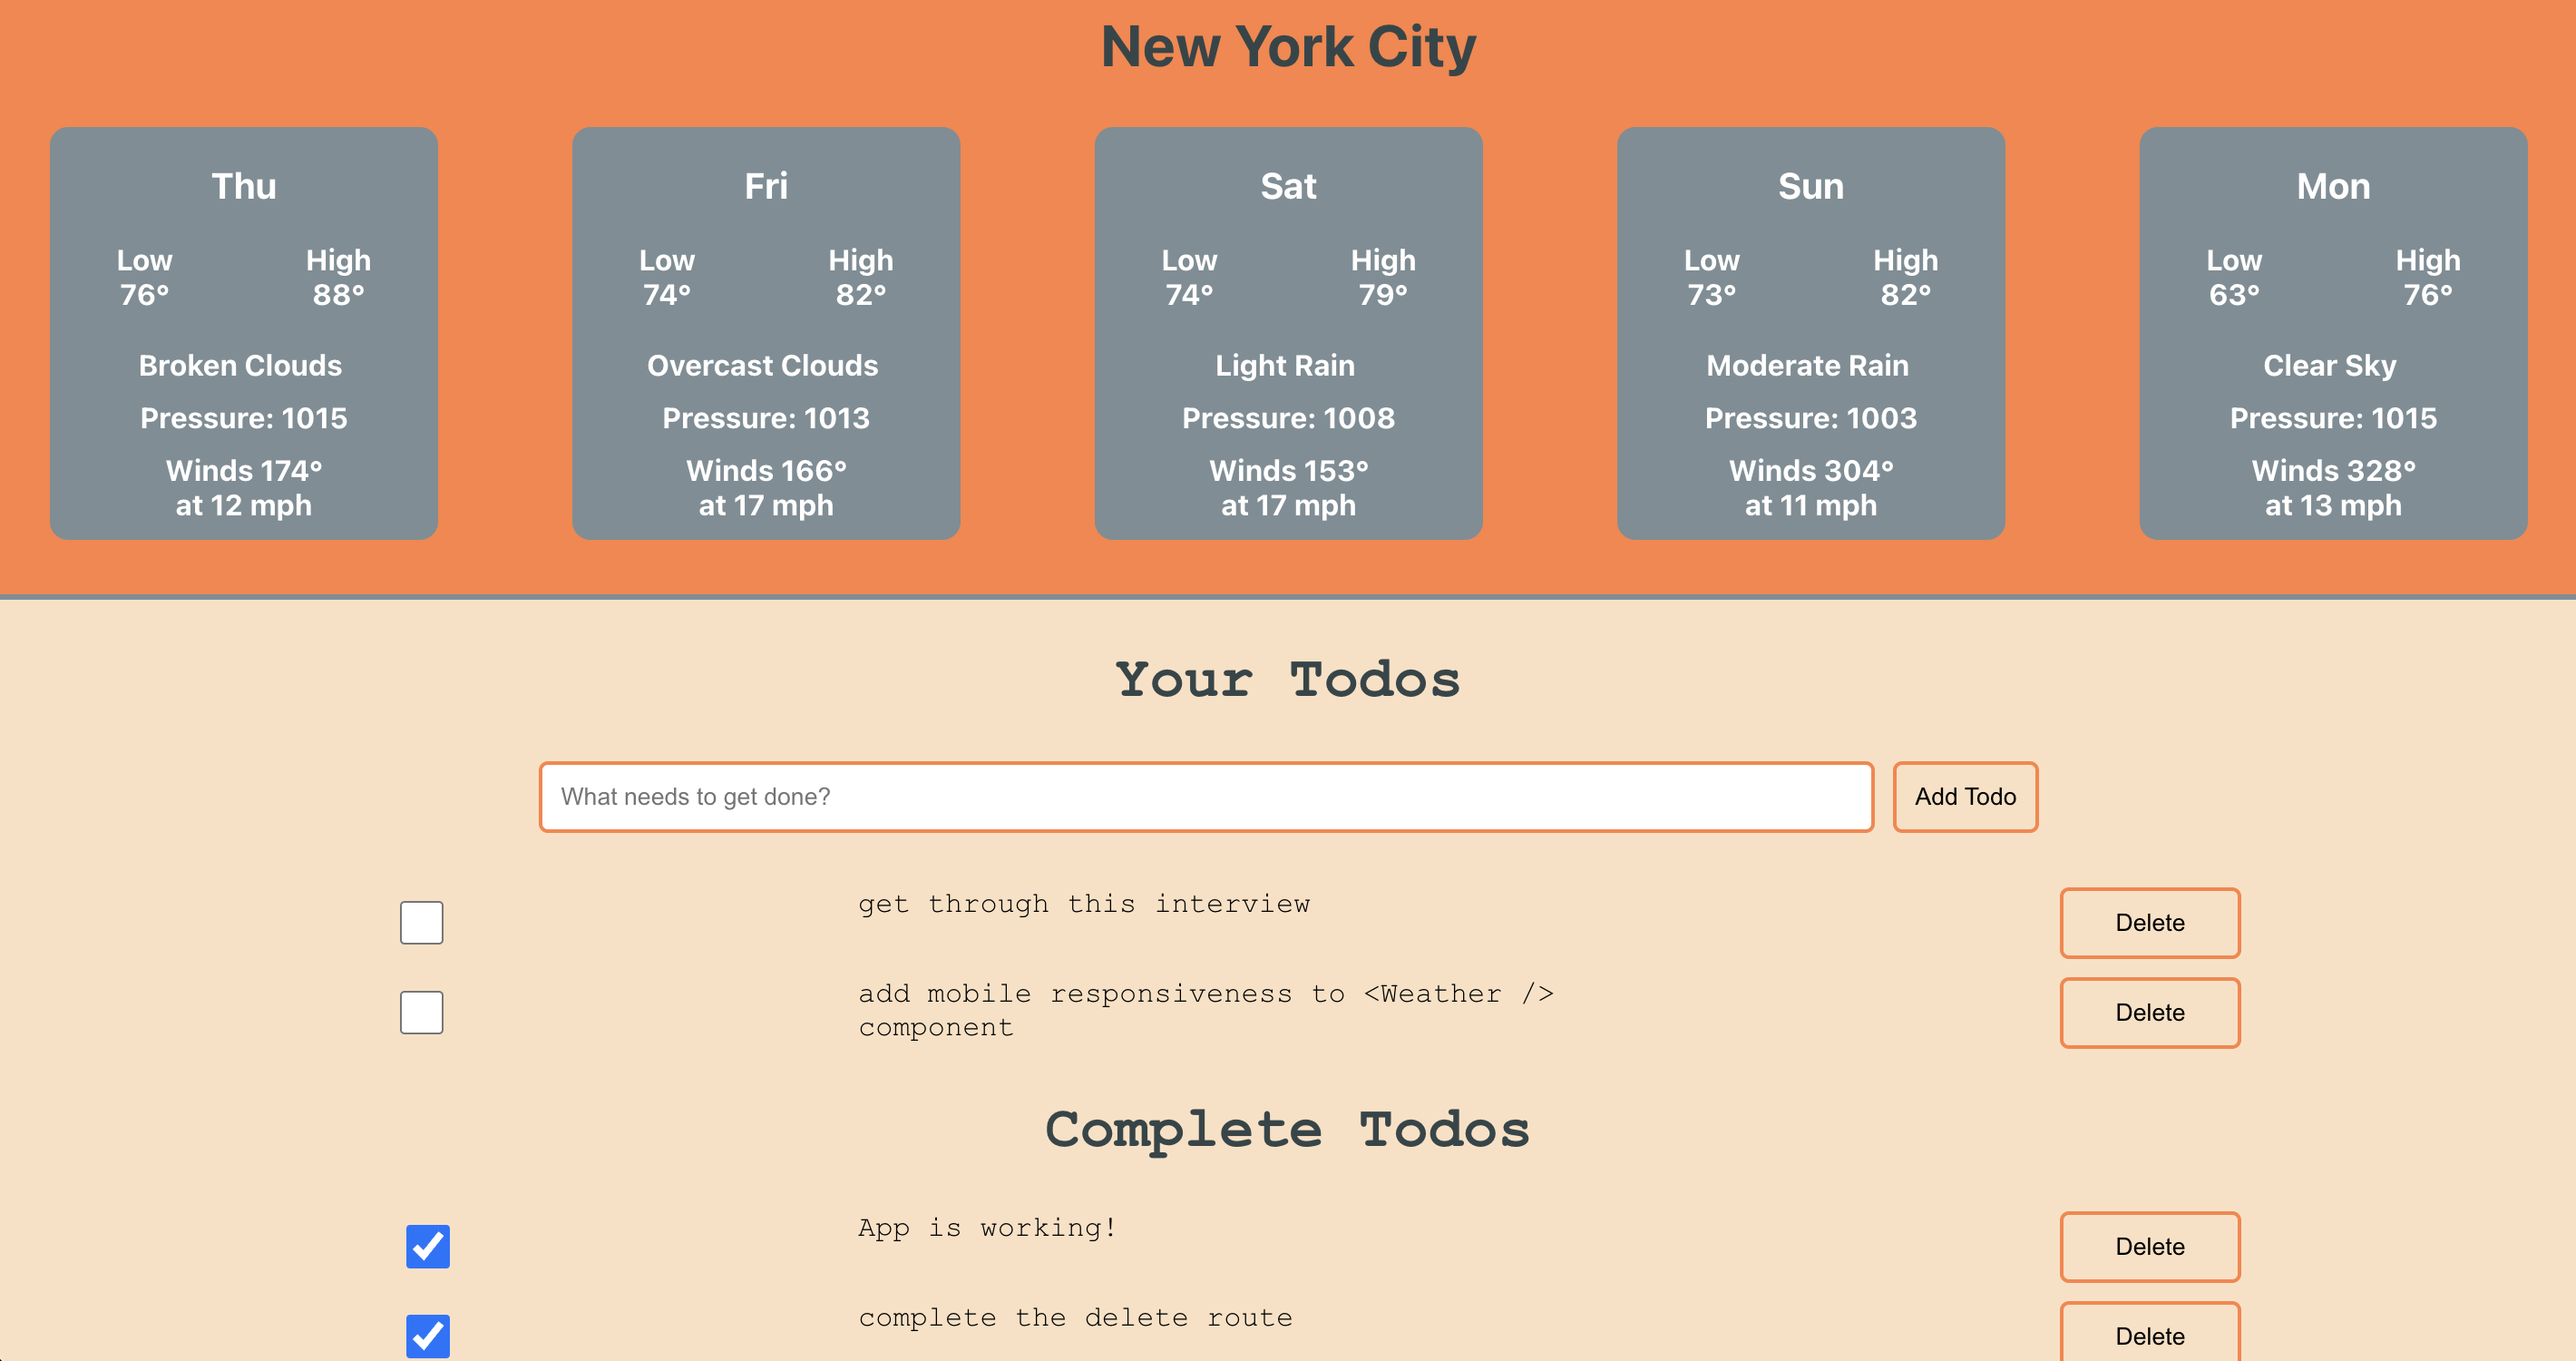 New York City
Thu
Low High
76° 88°
Broken Clouds
Pressure: 1015
Winds 174°
at 12 mph
Fri
Low High
74° 82°
Overcast Clouds
Pressure: 1013
Winds 166°
at 17 mph
Sat
Low High
74° 79°
Light Rain
Pressure: 1008
Winds 153°
at 17 mph
Sun
Low High
73° 82°
Moderate Rain
Pressure: 1003
Winds 304°
at 11 mph
Mon
Low High
63° 76°
Clear Sky
Pressure: 1015
Winds 328°
at 13 mph
Your Todos
What needs to get done? Add Todo
get through this interview Delete
add mobile responsiveness to <Weather />
component
Delete
Complete Todos
App is working! Delete
complete the delete route Delete